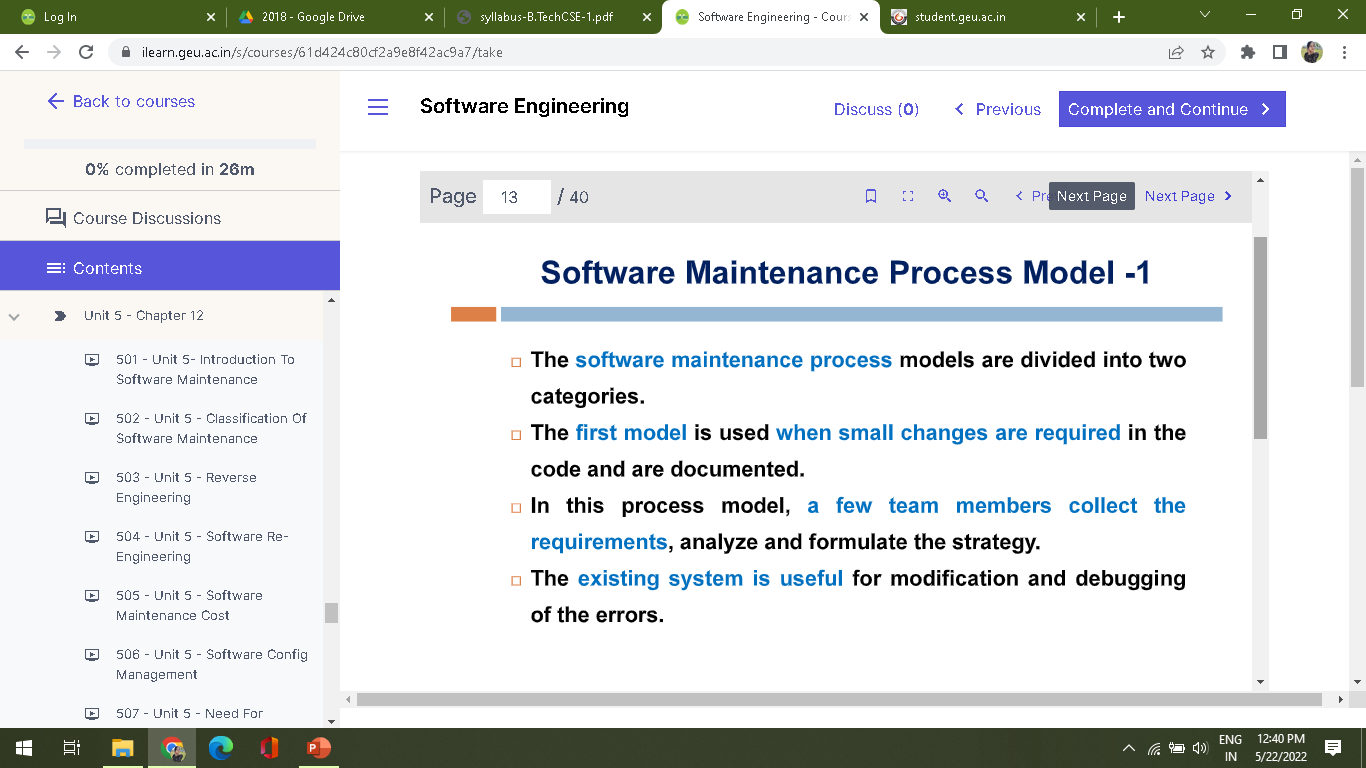 Log In
2018 - Google Drive
syllabus-B.TechCSE-1.pdf
Software Engineering - Cour
student.geu.ac.in
ilearn.geu.ac.in/s/courses/61d424c80cf2a9e8f42ac9a7/take
Back to courses
0% completed in 26m
Course Discussions
Contents
Unit 5 - Chapter 12
501 - Unit 5- Introduction To
Software Maintenance
502 - Unit 5 - Classification Of
Software Maintenance
503 - Unit 5 - Reverse
Engineering
504 - Unit 5 - Software Re-
Engineering
505 - Unit 5 - Software
Maintenance Cost
506 - Unit 5 - Software Config
Management
507 - Unit 5 - Need For
Software Engineering
Discuss (0)
Previous
Complete and Continue
Page 13 / 40
Pre
Next Page
Next Page
Software Maintenance Process Model -1
The software maintenance process models are divided into two
categories.
The first model is used when small changes are required in the
code and are documented.
In this process model, a few team members collect the
requirements, analyze and formulate the strategy.
The existing system is useful for modification and debugging
of the errors.
ENG
IN
12:40 PM
5/22/2022